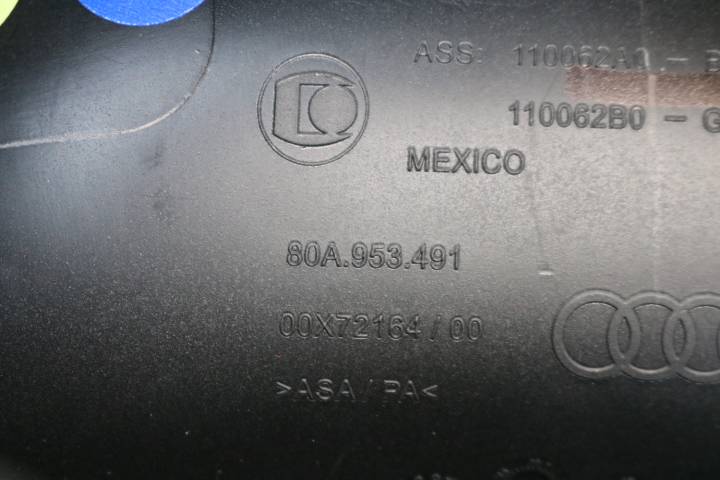 ASS: 110062A0 - B
110062B0 - G
MEXICO
80A.953.491
00X72164 / 00
>ASA / PA<